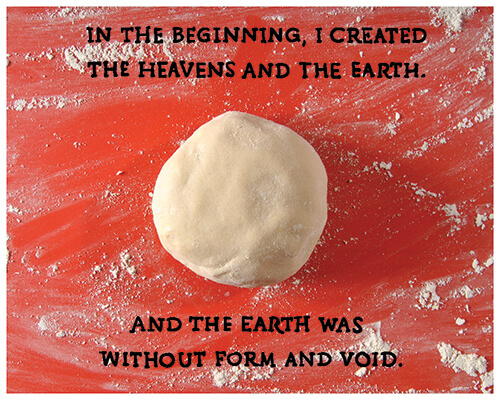 IN THE BEGINNING, I CREATED
THE HEAVENS AND THE EARTH.
AND THE EARTH WAS
WITHOUT FORM AND VOID.